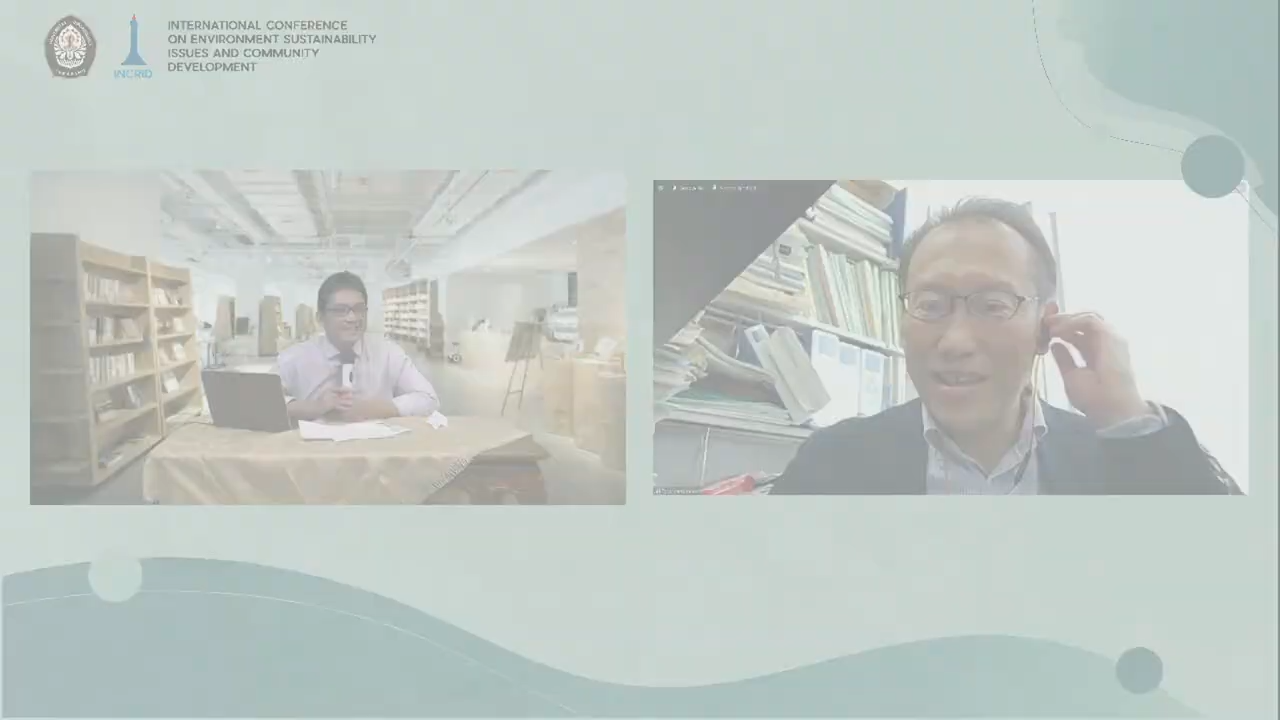 INTERNATIONAL CONFERENCE
ON ENVIRONMENT SUSTAINABILITY
ISSUES AND COMMUNITY
DEVELOPMENT
INCRID